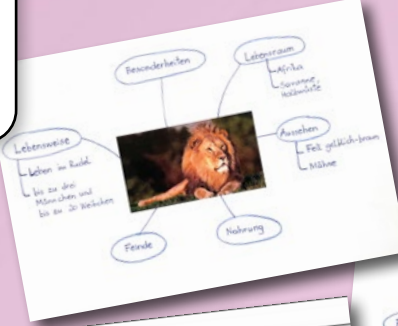 Besonderheiten
Lebensraum
Afrika
Savanne,
Halbwüste
Aussehen
Fell gelblich-braun
Mähne
Nahrung
Feinde
Lebensweise
Leben im Rudel
bis zu drei
Männchen und
bis zu 20 Weibchen